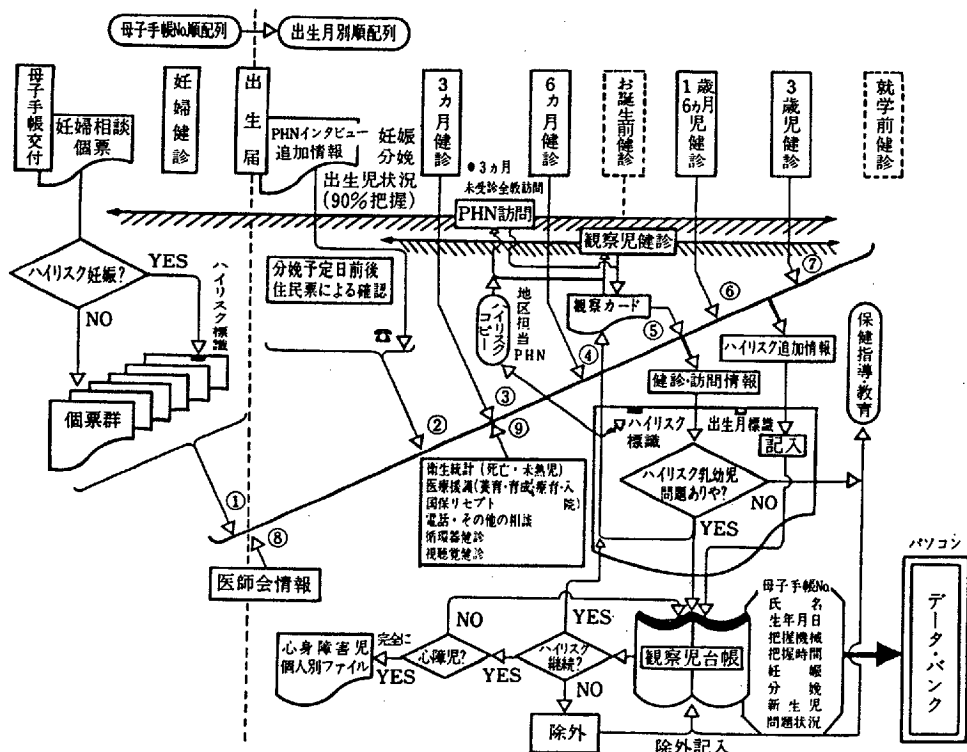 母子手帳No.順配列
出生月別順配列
母子手帳交付
妊婦相談
個票
妊婦健診
出生届
PHNインタビュー
追加情報
妊娠
分娩
出生児状況
(90%把握)
3カ月健診
●3ヵ月
未受診全数訪問
6カ月健診
お誕生前健診
1歳6ヵ月児健診
3歳児健診
就学前健診
PHN訪問
観察児健診
ハイリスク妊娠?
YES
NO
ハイリスク標識
個票群
分娩予定日前後
住民票による確認
☎
ハイリスクコピー
地区担当PHN
観察カード
①
②
③
④
⑤
⑥
⑦
⑧
⑨
健診・訪問情報
ハイリスク追加情報
保健指導・教育
ハイリスク
標識
出生月標識
記入
ハイリスク乳幼児
問題ありや?
NO
YES
衛生統計(死亡・未熟児)
医療援護(養育・育成・療育・入院)
国保リセプト
電話・その他の相談
循環器健診
視聴覚健診
医師会情報
パソコン
データ・バンク
母子手帳No.
氏名
生年月日
把握機械
把握時間
妊娠
分娩
新生児
問題状況
観察児台帳
ハイリスク
継続?
YES
NO
YES
心障児?
NO
完全に
YES
心身障害児
個人別ファイル
除外
除外記入